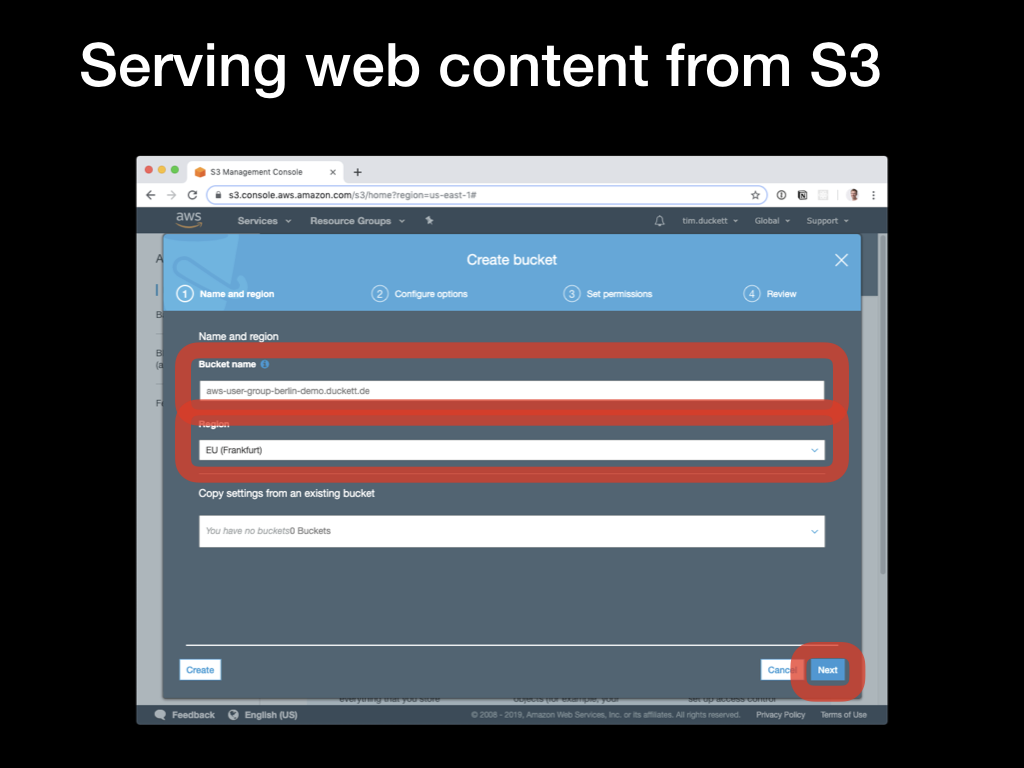 Serving web content from S3
S3 Management Console
s3.console.aws.amazon.com/s3/home?region=us-east-1#
aws Services Resource Groups tim.duckett Global Support
Create bucket
1 Name and region 2 Configure options 3 Set permissions 4 Review
Name and region
Bucket name
aws-user-group-berlin-demo.duckett.de
Region
EU (Frankfurt)
Copy settings from an existing bucket
You have no buckets0 Buckets
Create Cancel Next
everything that you store objects (for example, your set up access control
Feedback English (US) © 2008 - 2019, Amazon Web Services, Inc. or its affiliates. All rights reserved. Privacy Policy Terms of Use